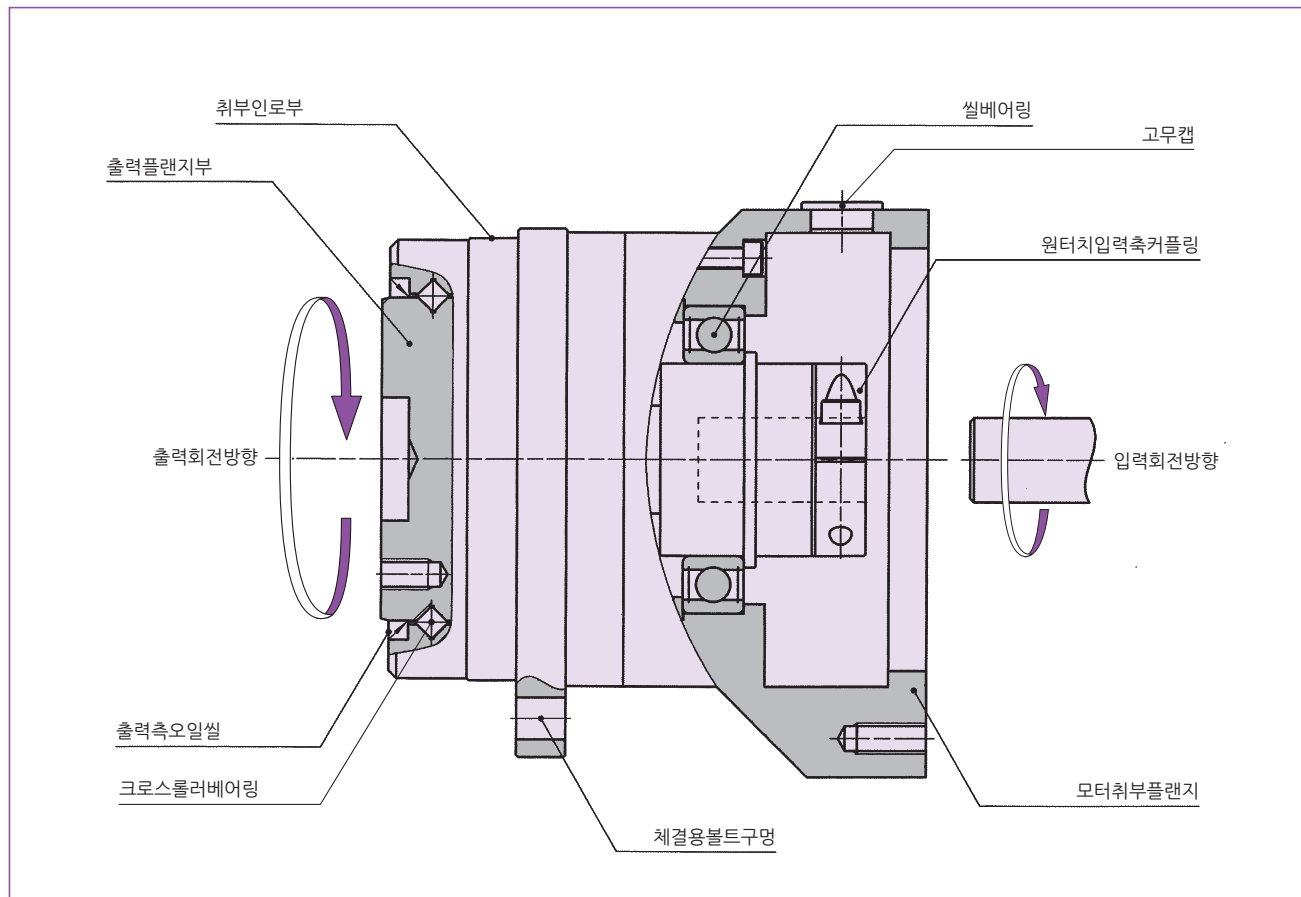 취부인로부
씰베어링
고무캡
출력플랜지부
원터치입력축커플링
출력회전방향
입력회전방향
출력측오일씰
크로스롤러베어링
모터취부플랜지
체결용볼트구멍